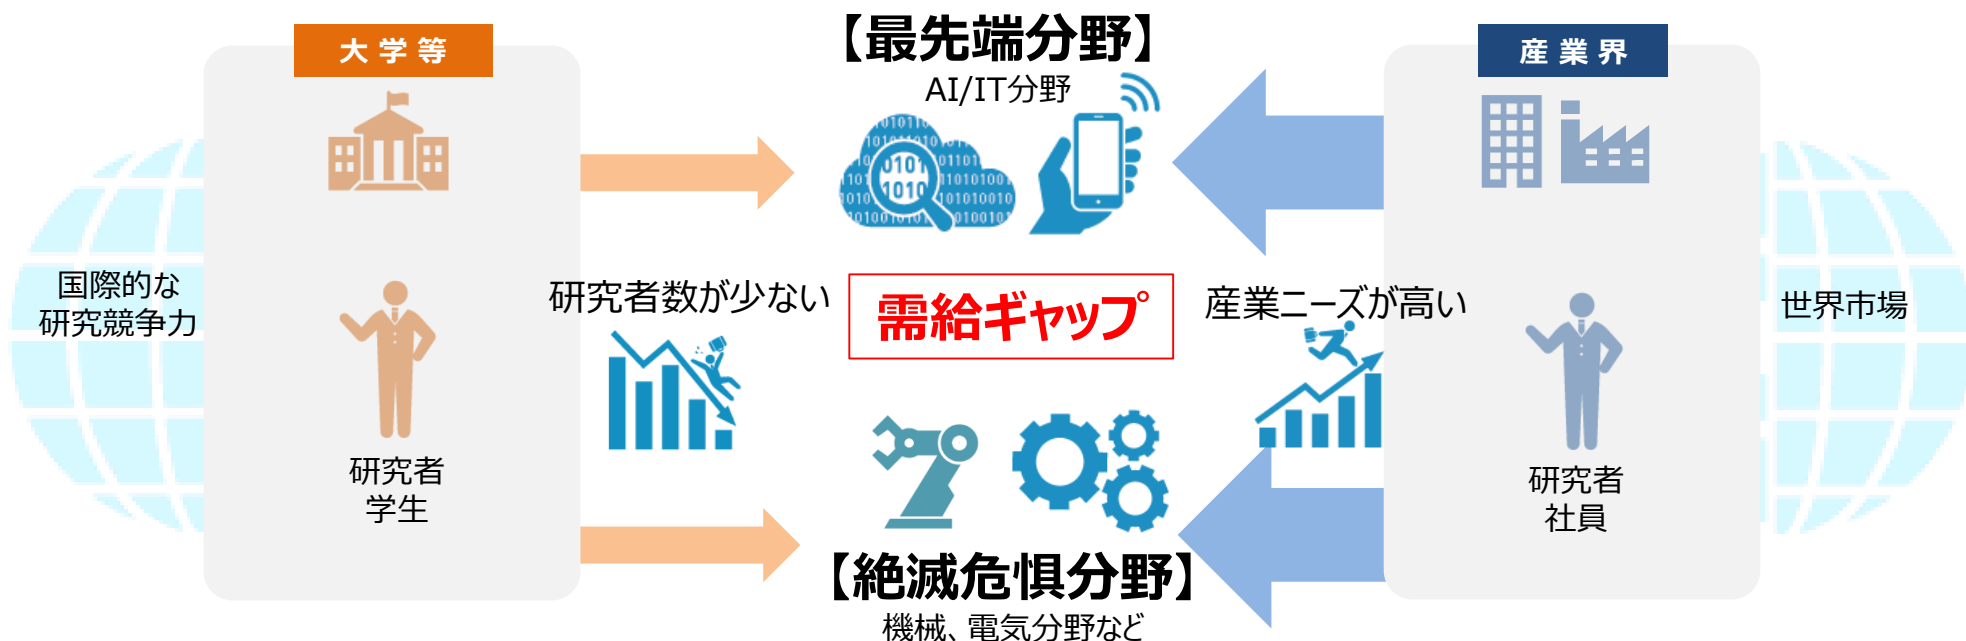 【最先端分野】
AI/IT分野
大学等
産業界
国際的な
研究競争力
研究者数が少ない
需給ギャップ
産業ニーズが高い
世界市場
研究者
学生
研究者
社員
【絶滅危惧分野】
機械、電気分野など